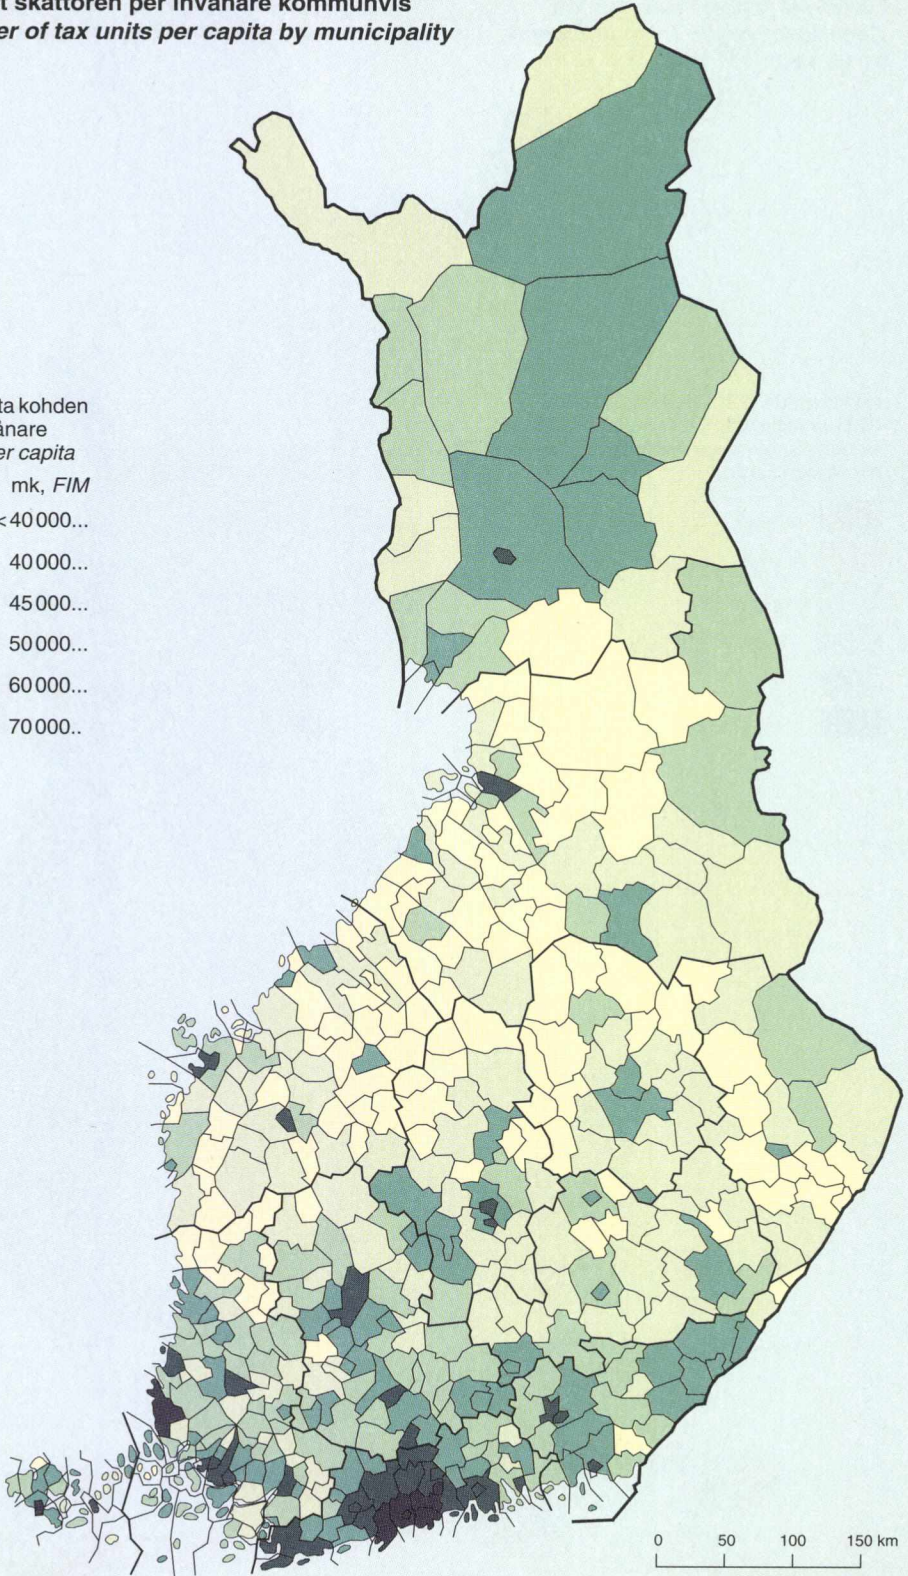 t skattören per invånare kommunvis
er of tax units per capita by municipality
ta kohden
ånare
er capita
mk, FIM
<40 000...
40 000...
45 000...
50 000...
60 000...
70 000..
0 50 100 150 km